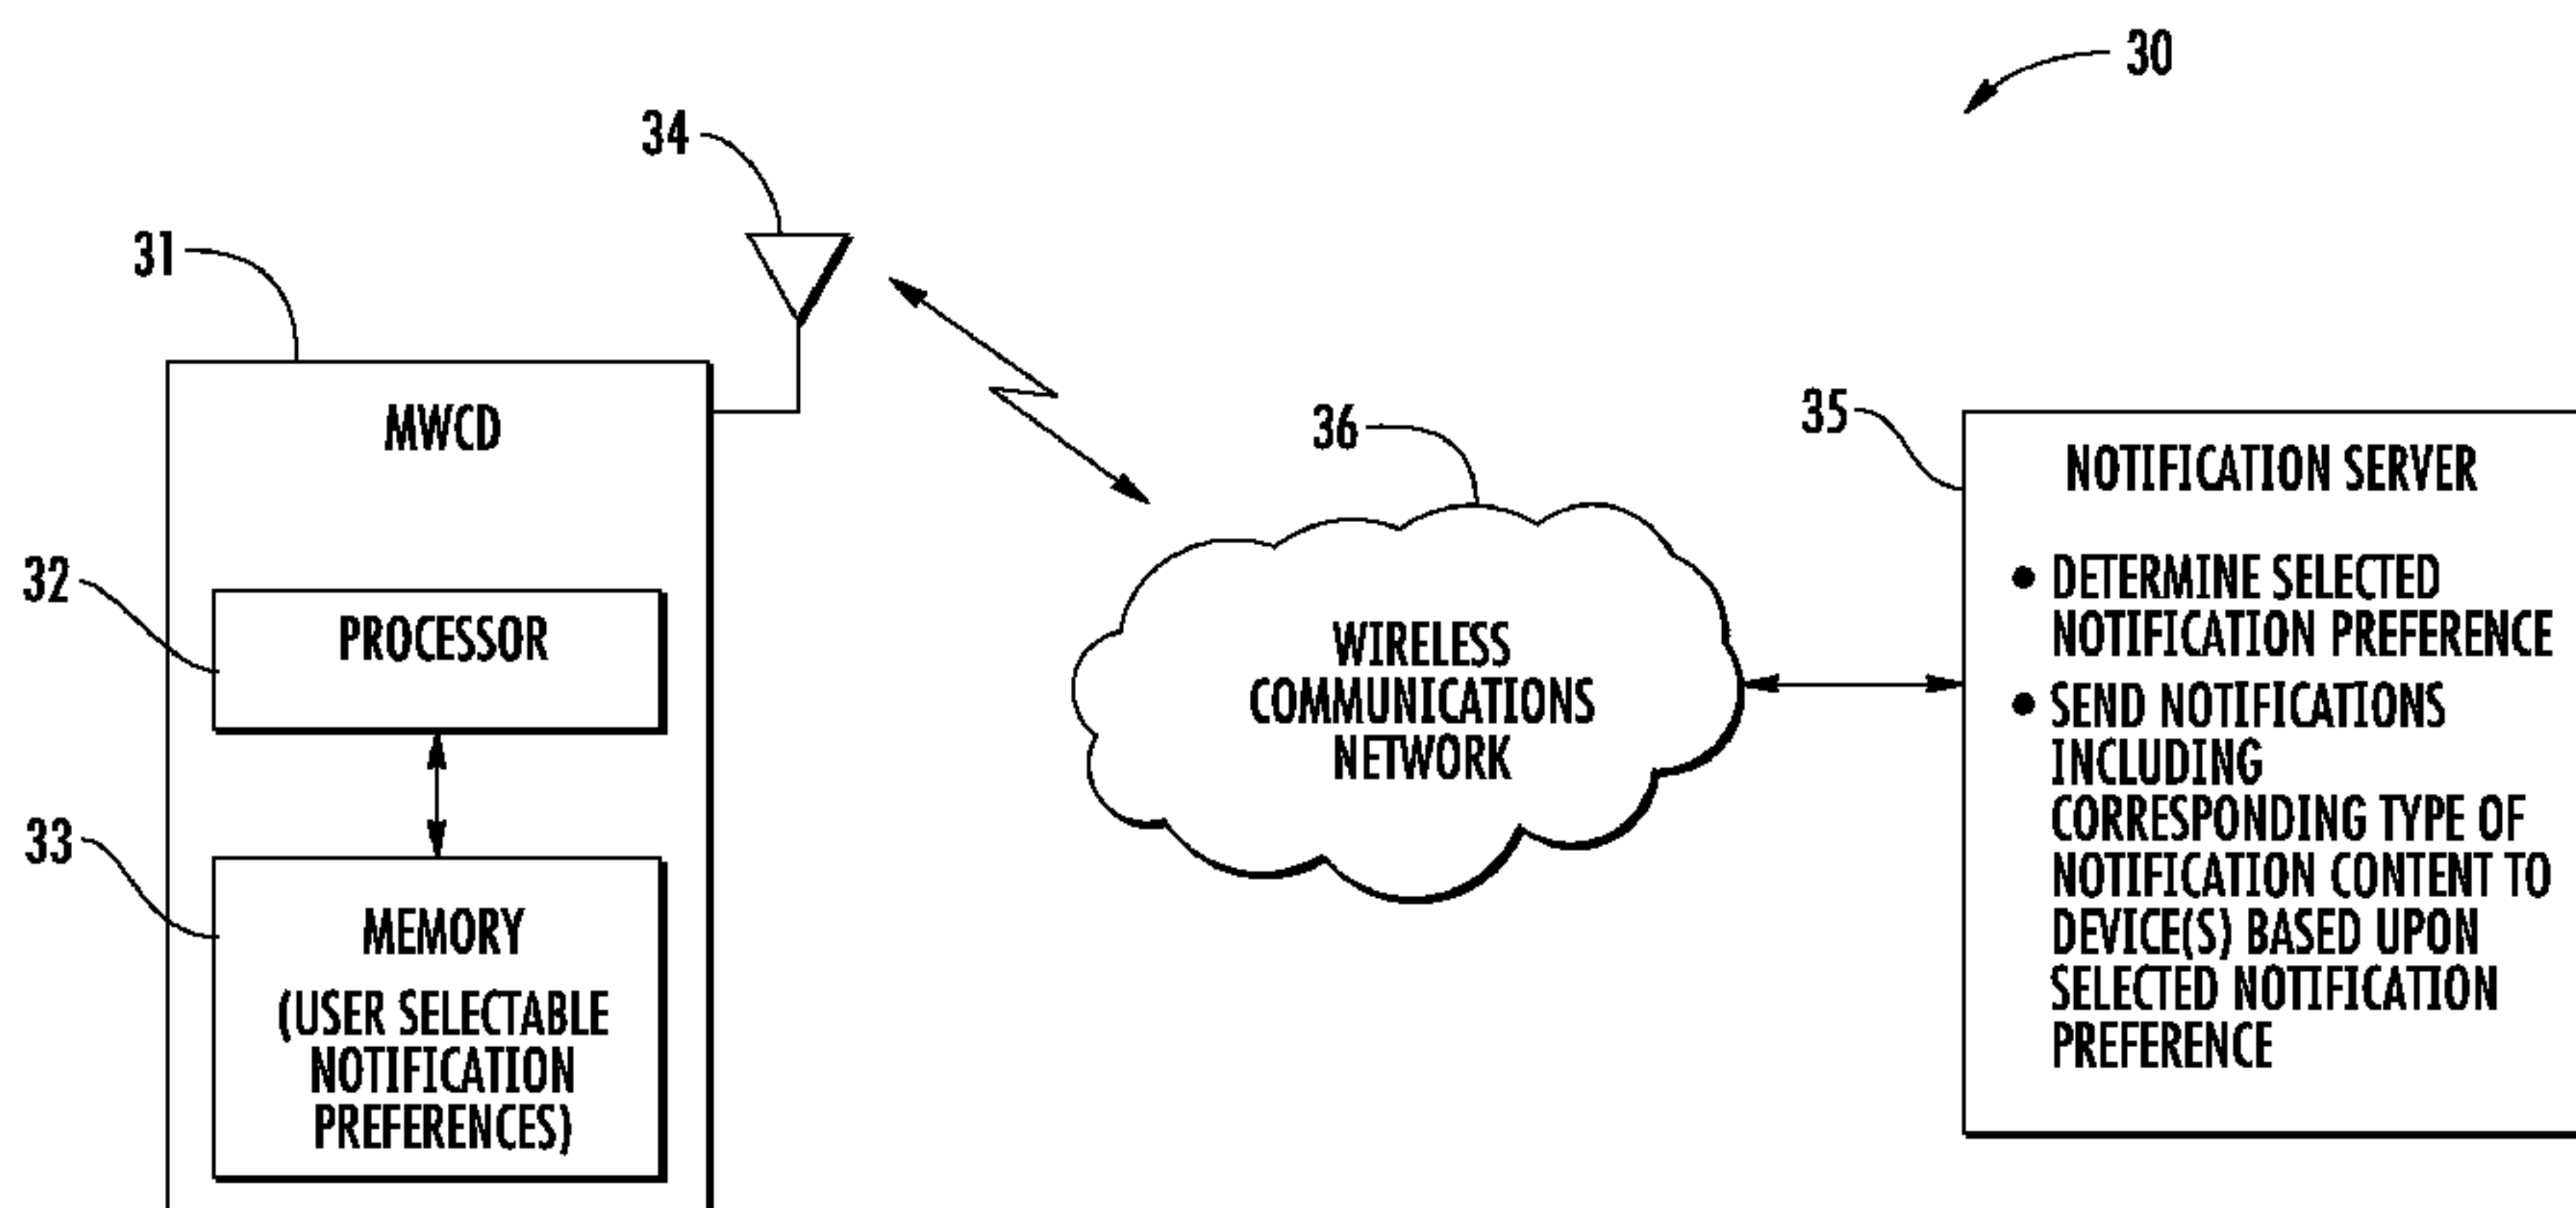 30
34
31
MWCD
36
35
NOTIFICATION SERVER
32
PROCESSOR
• DETERMINE SELECTED
NOTIFICATION PREFERENCE
WIRELESS
COMMUNICATIONS
NETWORK
• SEND NOTIFICATIONS
INCLUDING
CORRESPONDING TYPE OF
NOTIFICATION CONTENT TO
DEVICE(S) BASED UPON
SELECTED NOTIFICATION
PREFERENCE
33
MEMORY
(USER SELECTABLE
NOTIFICATION
PREFERENCES)